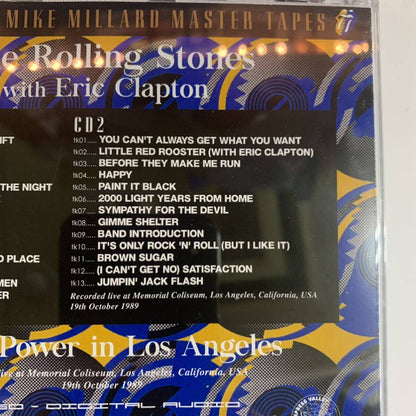 MIKE MILLARD MASTER TAPES
e Rolling Stones
with Eric Clapton
CD2
IFT
THE NIGHT
D PLACE
MEN
ER
tk01..... YOU CAN'T ALWAYS GET WHAT YOU WANT
tk02..... LITTLE RED ROOSTER (WITH ERIC CLAPTON)
tk03..... BEFORE THEY MAKE ME RUN
tk04..... HAPPY
tk05..... PAINT IT BLACK
tk06..... 2000 LIGHT YEARS FROM HOME
tk07..... SYMPATHY FOR THE DEVIL
tk08..... GIMME SHELTER
tk09..... BAND INTRODUCTION
tk10..... IT'S ONLY ROCK 'N' ROLL (BUT I LIKE IT)
tk11..... BROWN SUGAR
tk12..... (I CAN'T GET NO) SATISFACTION
tk13..... JUMPIN' JACK FLASH
Recorded live at Memorial Coliseum, Los Angeles, California, USA
19th October 1989
Power in Los Angeles
live at Memorial Coliseum, Los Angeles, California, USA
19th October 1989
DIGITAL AUDIO